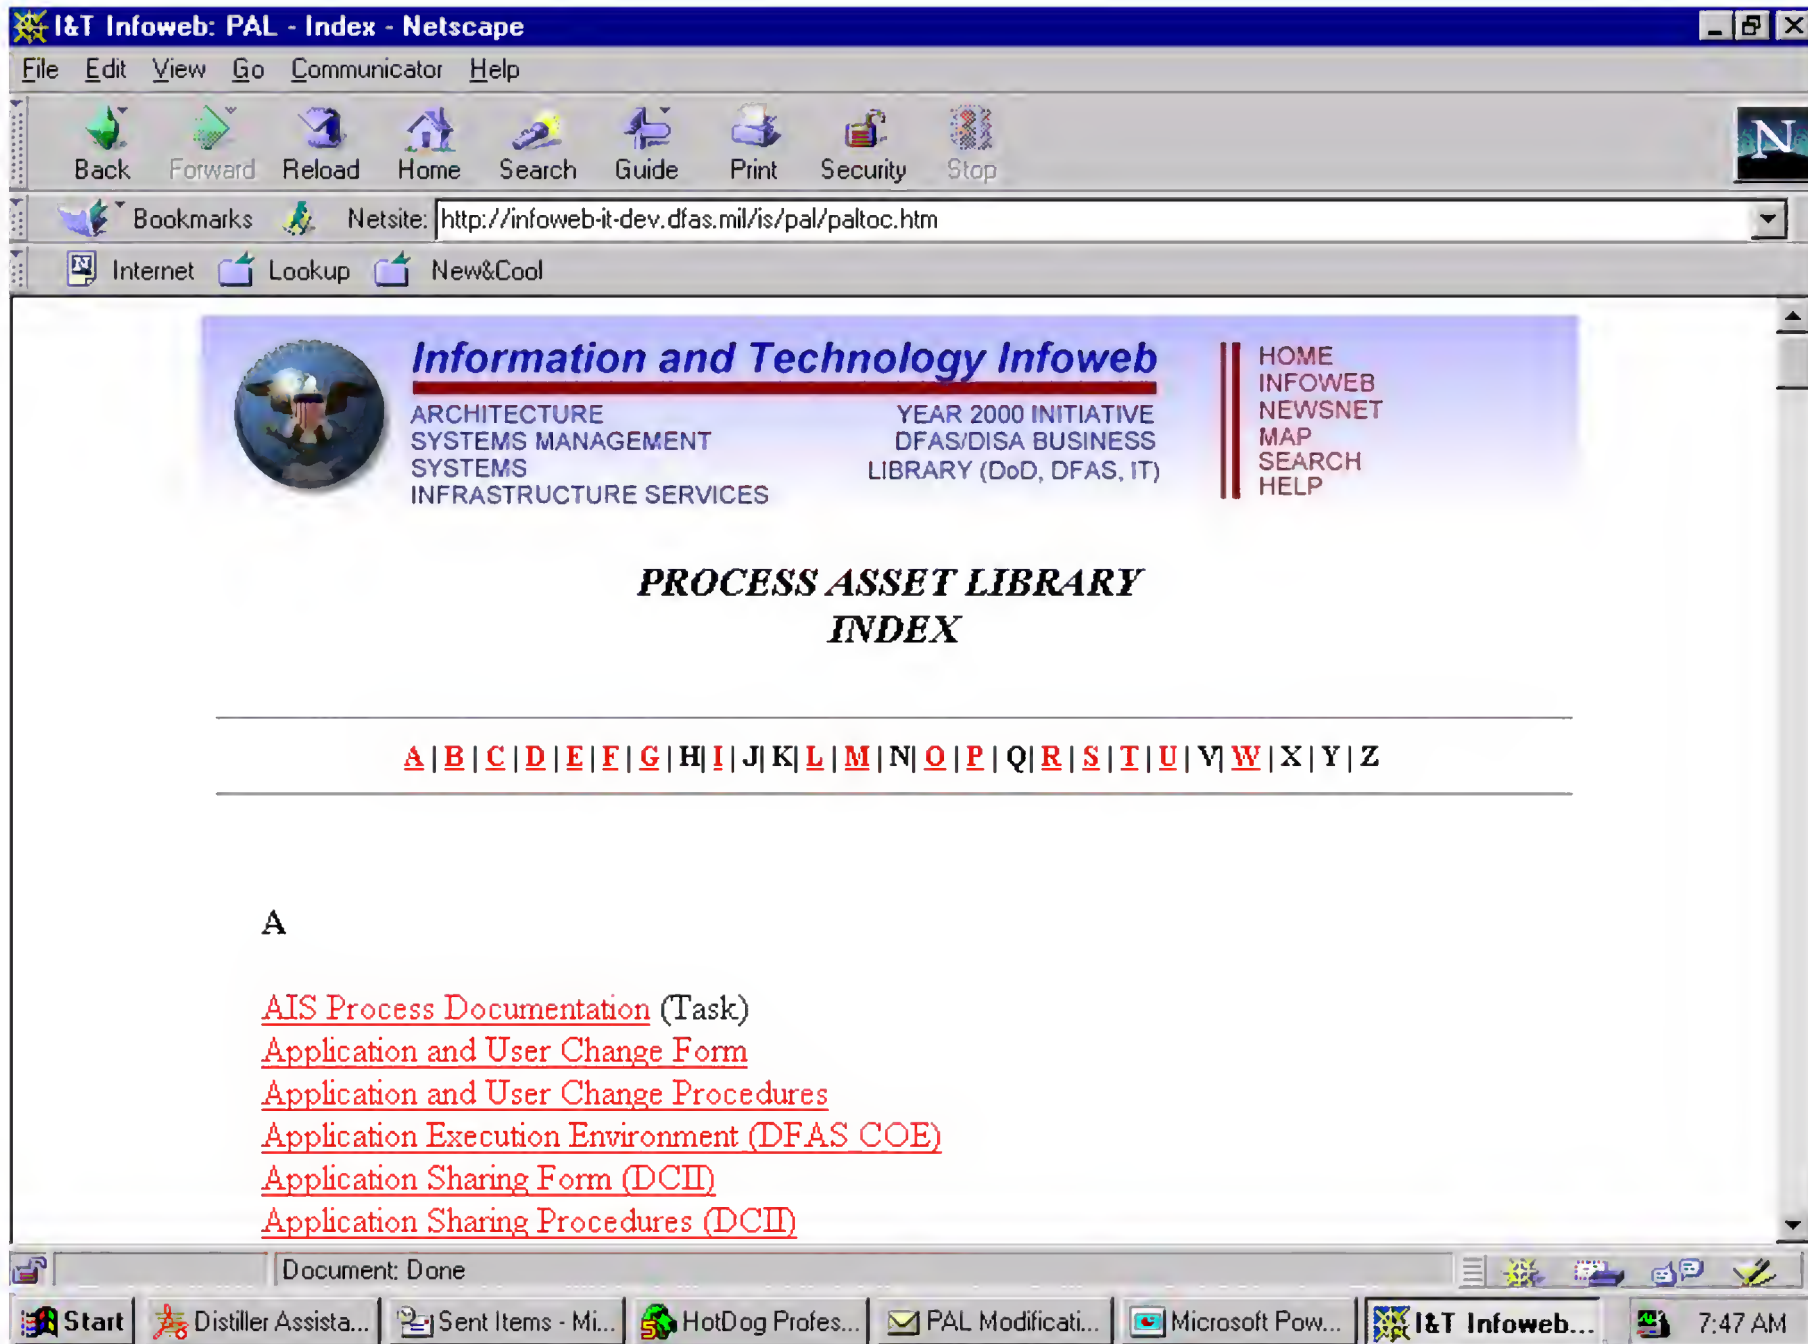 I&T Infoweb: PAL - Index - Netscape
File Edit View Go Communicator Help
Back Forward Reload Home Search Guide Print Security Stop
N
Bookmarks Netsite: http://infoweb-it-dev.dfas.mil/is/pal/paltoc.htm
Internet Lookup New&Cool
Information and Technology Infoweb
ARCHITECTURE
SYSTEMS MANAGEMENT
SYSTEMS
INFRASTRUCTURE SERVICES
YEAR 2000 INITIATIVE
DFAS/DISA BUSINESS
LIBRARY (DoD, DFAS, IT)
HOME
INFOWEB
NEWSNET
MAP
SEARCH
HELP
PROCESS ASSET LIBRARY
INDEX
A | B | C | D | E | F | G | H| I | J| K| L | M | N| O | P | Q| R | S | T | U | V| W | X | Y | Z
A
AIS Process Documentation (Task)
Application and User Change Form
Application and User Change Procedures
Application Execution Environment (DFAS COE)
Application Sharing Form (DCII)
Application Sharing Procedures (DCII)
Document: Done
Start Distiller Assista... Sent Items - Mi... HotDog Profes... PAL Modificati... Microsoft Pow... I&T Infoweb... 7:47 AM